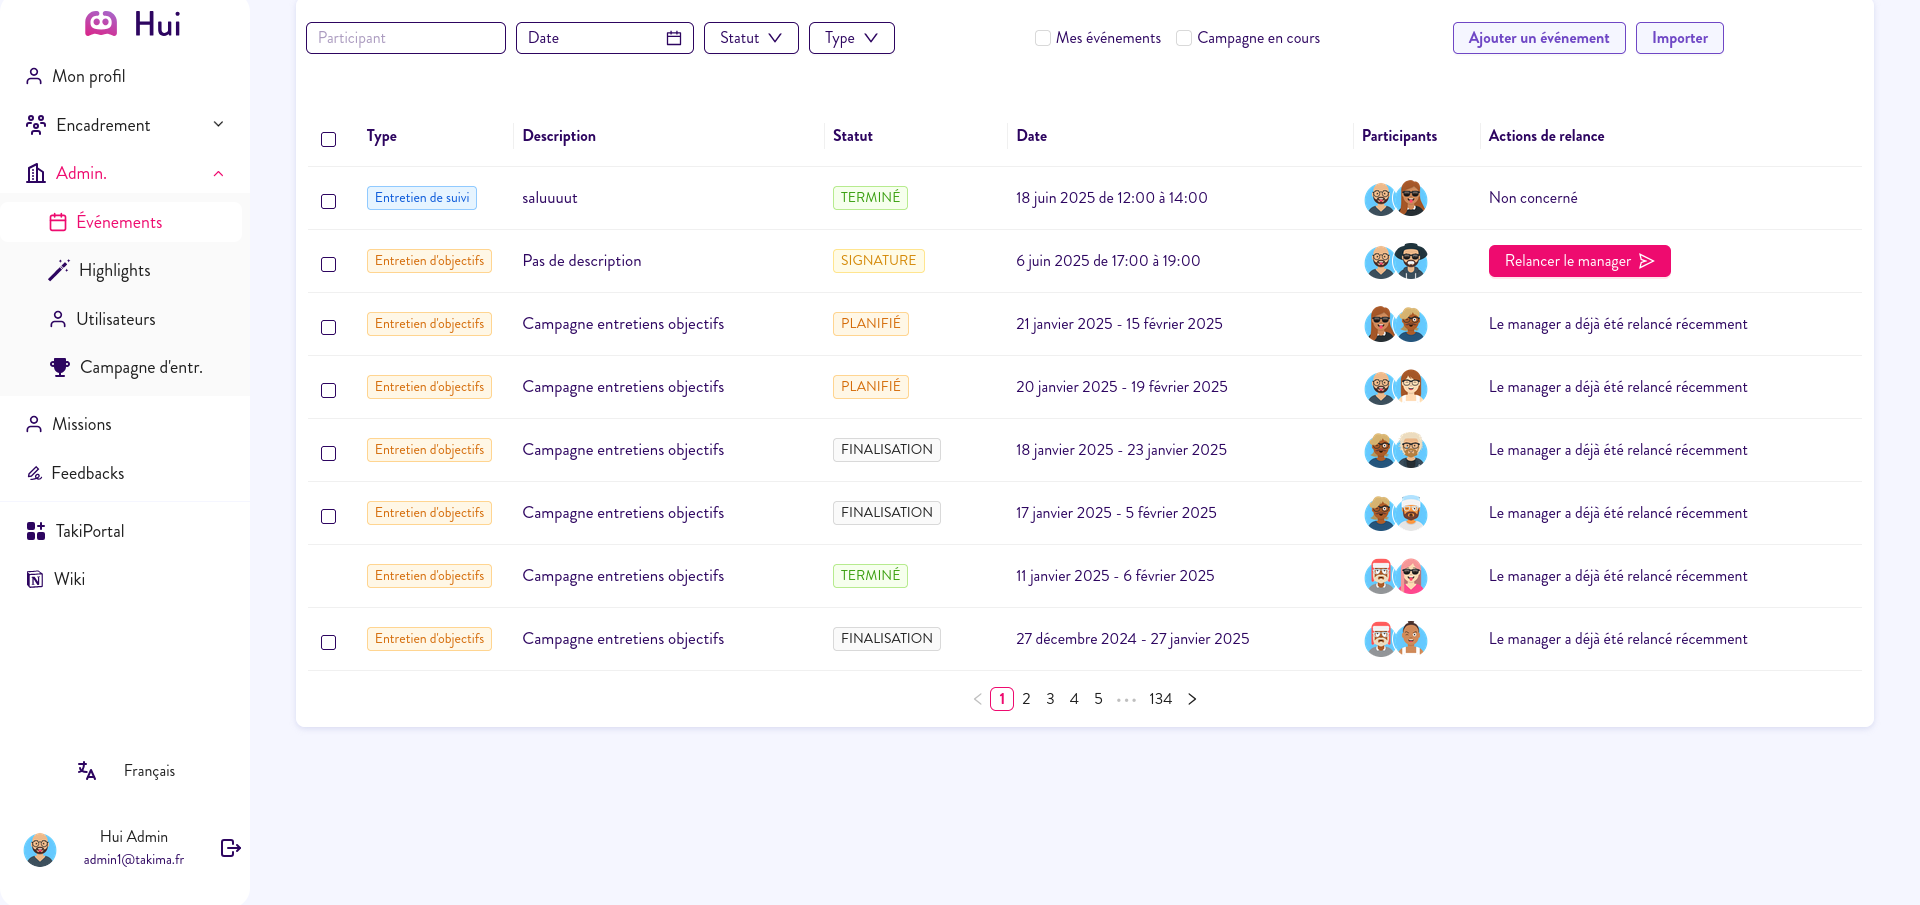 Hui
Mon profil
Encadrement
Admin.
Événements
Highlights
Utilisateurs
Campagne d'entr.
Missions
Feedbacks
TakiPortal
Wiki
Français
Hui Admin
admin1@takima.fr
Participant Date Statut Type Mes événements Campagne en cours Ajouter un événement Importer
Type Description Statut Date Participants Actions de relance
Entretien de suivi saluuuut TERMINÉ 18 juin 2025 de 12:00 à 14:00 Non concerné
Entretien d'objectifs Pas de description SIGNATURE 6 juin 2025 de 17:00 à 19:00 Relancer le manager
Entretien d'objectifs Campagne entretiens objectifs PLANIFIÉ 21 janvier 2025 - 15 février 2025 Le manager a déjà été relancé récemment
Entretien d'objectifs Campagne entretiens objectifs PLANIFIÉ 20 janvier 2025 - 19 février 2025 Le manager a déjà été relancé récemment
Entretien d'objectifs Campagne entretiens objectifs FINALISATION 18 janvier 2025 - 23 janvier 2025 Le manager a déjà été relancé récemment
Entretien d'objectifs Campagne entretiens objectifs FINALISATION 17 janvier 2025 - 5 février 2025 Le manager a déjà été relancé récemment
Entretien d'objectifs Campagne entretiens objectifs TERMINÉ 11 janvier 2025 - 6 février 2025 Le manager a déjà été relancé récemment
Entretien d'objectifs Campagne entretiens objectifs FINALISATION 27 décembre 2024 - 27 janvier 2025 Le manager a déjà été relancé récemment
1 2 3 4 5 ••• 134